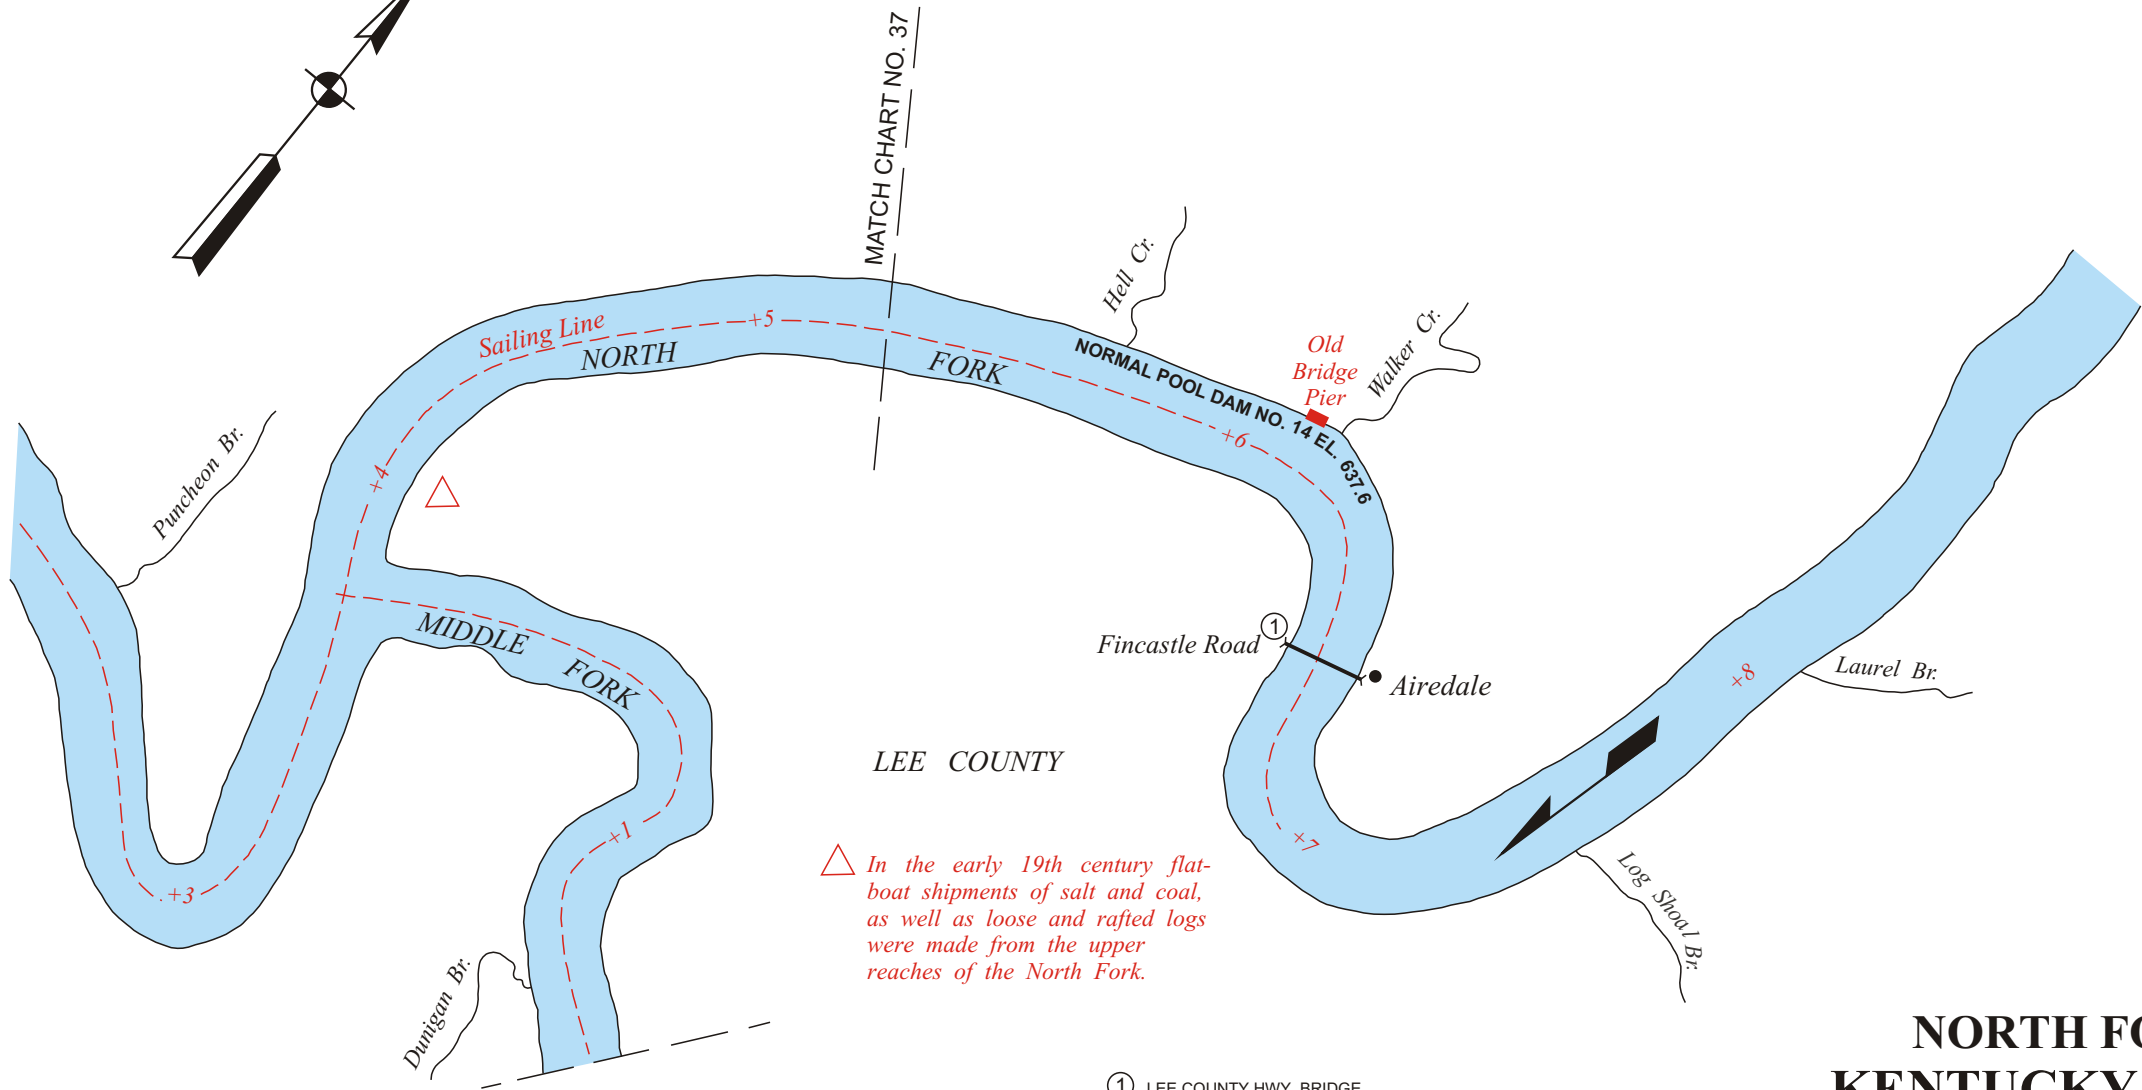 MATCH CHART NO. 37
Hell Cr.
Walker Cr.
Old
Bridge
Pier
Sailing Line
+5
NORTH
FORK
NORMAL POOL DAM NO. 14 EL. 637.6
+6
Puncheon Br.
+4
MIDDLE
FORK
1
Fincastle Road
Airedale
+8
Laurel Br.
LEE COUNTY
+1
+7
+3
In the early 19th century flat-
boat shipments of salt and coal,
as well as loose and rafted logs
were made from the upper
reaches of the North Fork.
Log Shoal Br.
Dunigan Br.
NORTH FO
KENTUCKY
1 LEE COUNTY HWY. BRIDGE